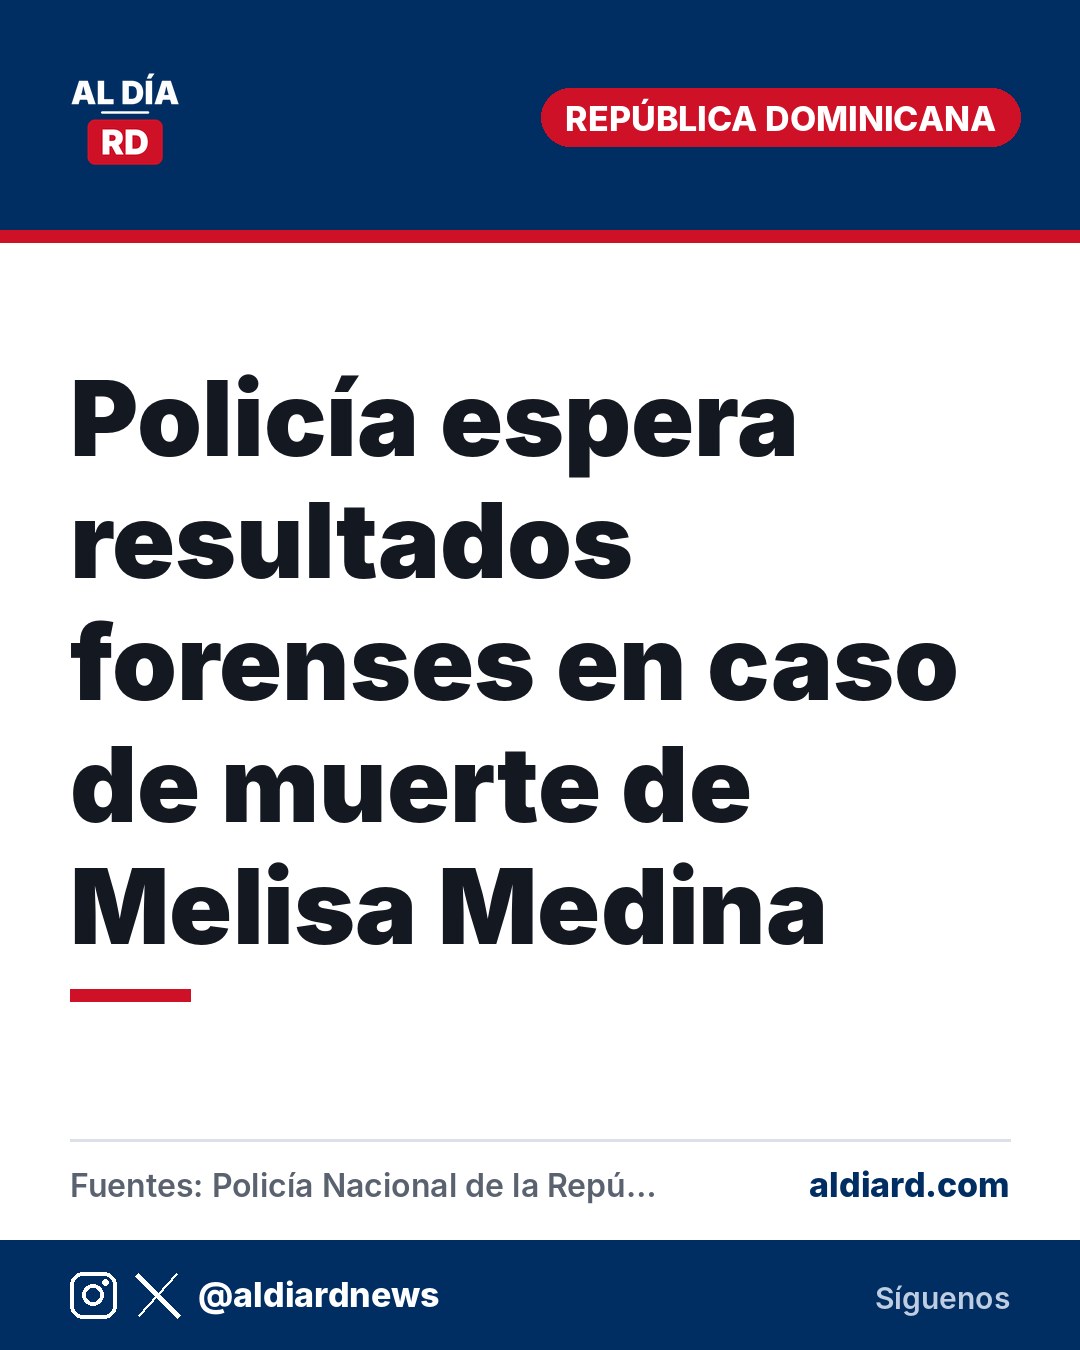 AL DÍA
RD
REPÚBLICA DOMINICANA
Policía espera
resultados
forenses en caso
de muerte de
Melisa Medina
Fuentes: Policía Nacional de la Repú...
aldiard.com
@aldiardnews
Síguenos